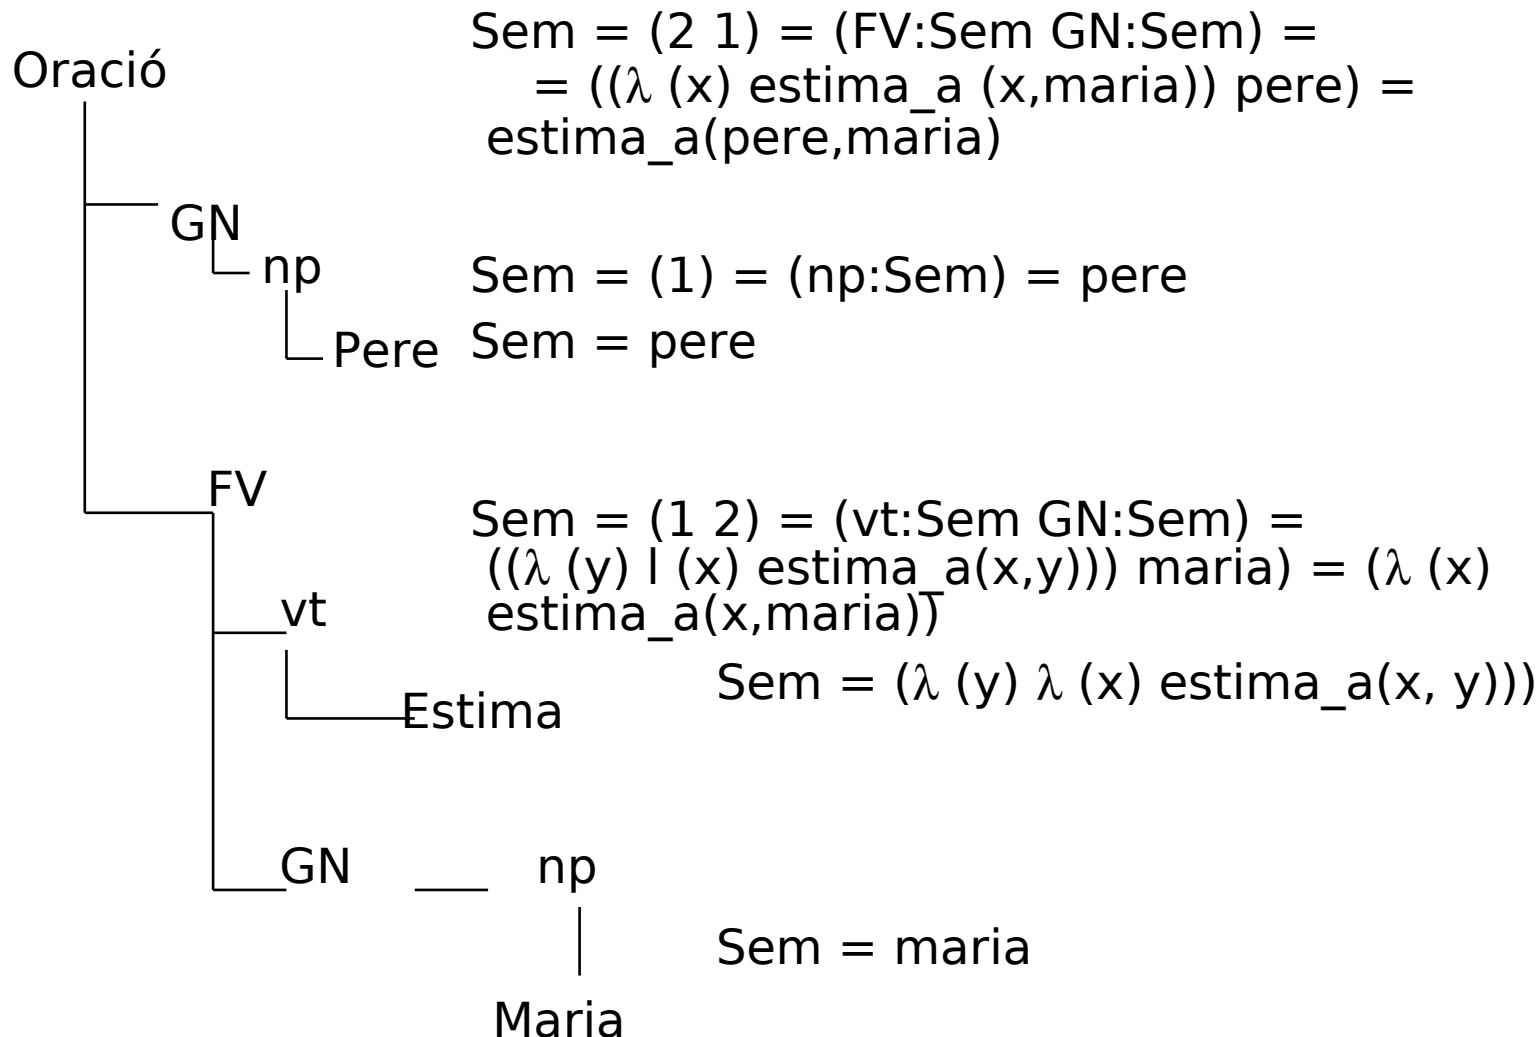 Sem = (2 1) = (FV:Sem GN:Sem) =
Oració
= ((λ (x) estima_a (x,maria)) pere) =
estima_a(pere,maria)
GN
np
Sem = (1) = (np:Sem) = pere
Pere
Sem = pere
FV
Sem = (1 2) = (vt:Sem GN:Sem) =
((λ (y) l (x) estima_a(x,y))) maria) = (λ (x)
estima_a(x,maria))
vt
Sem = (λ (y) λ (x) estima_a(x, y)))
Estima
GN
np
Sem = maria
Maria